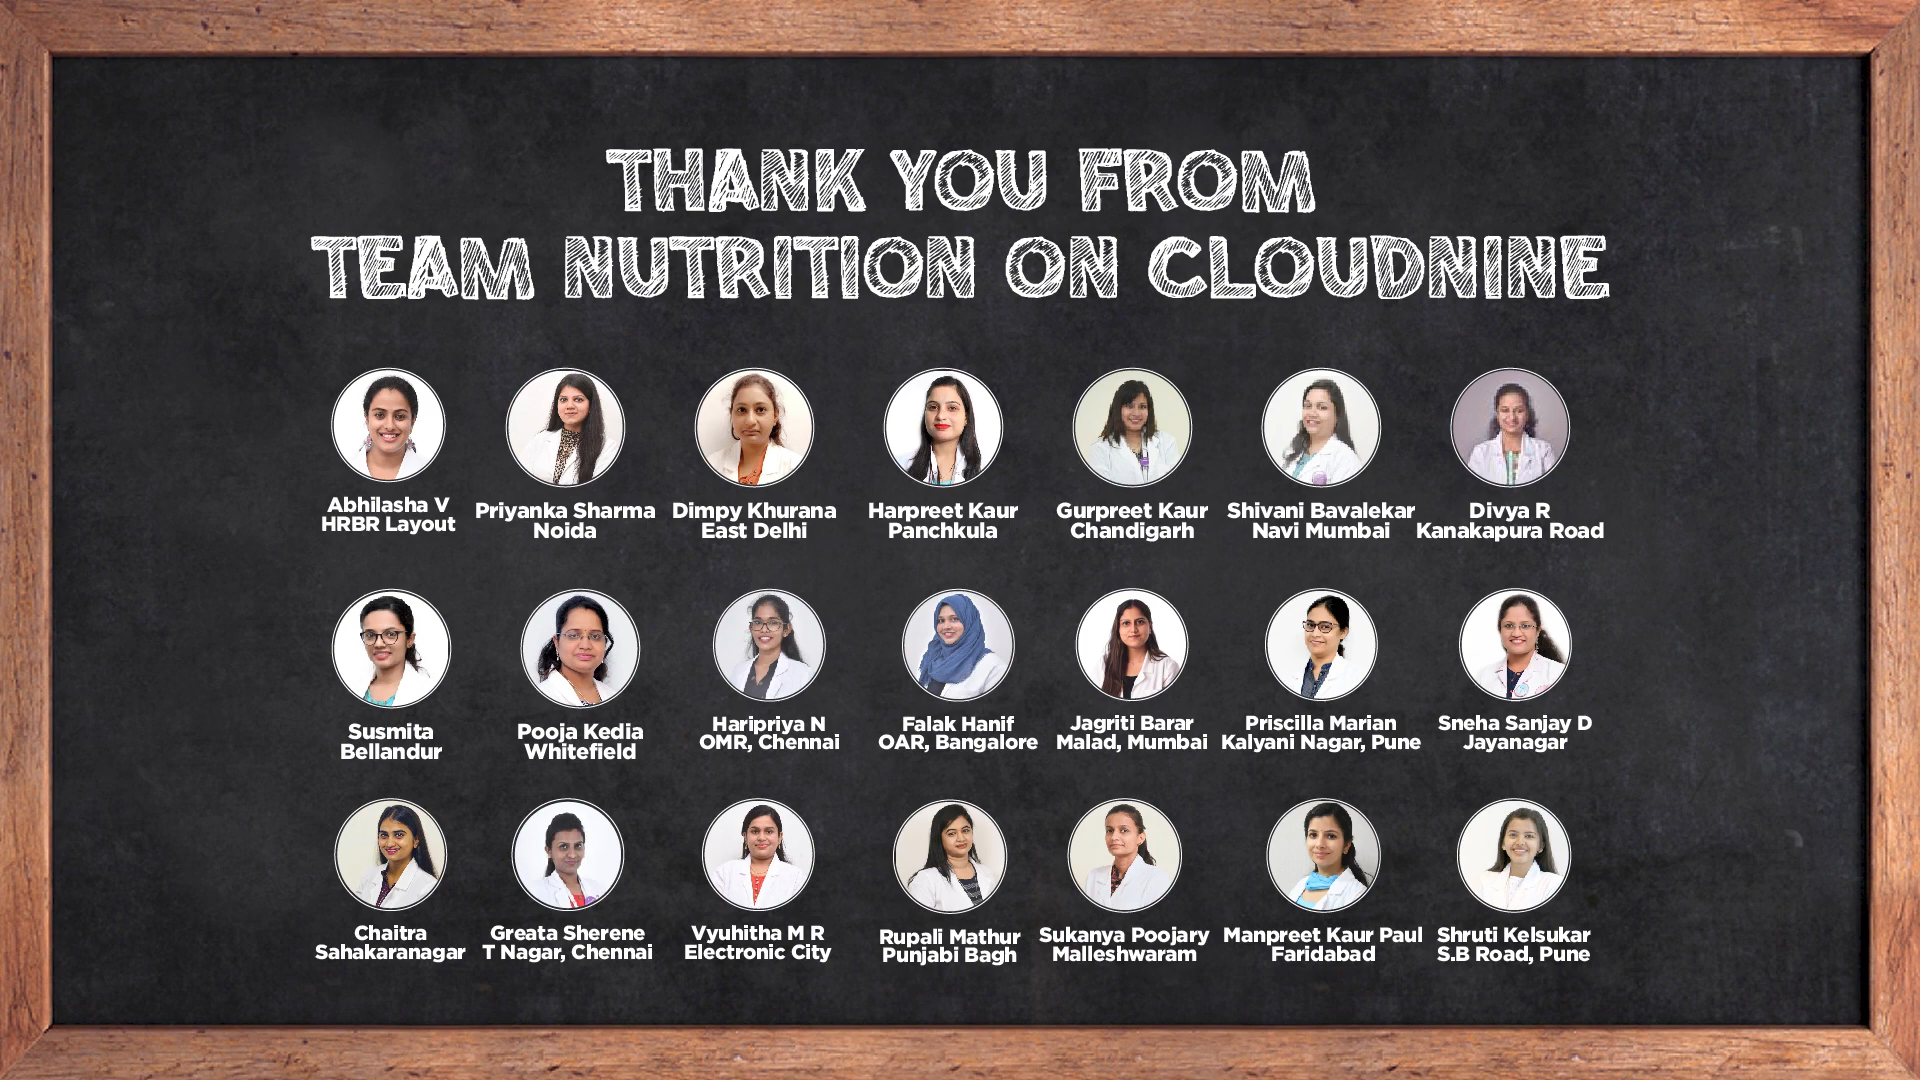 THANK YOU FROM
TEAM NUTRITION ON CLOUDNINE
Abhilasha V
HRBR Layout
Priyanka Sharma
Noida
Dimpy Khurana
East Delhi
Harpreet Kaur
Panchkula
Gurpreet Kaur
Chandigarh
Shivani Bavalekar
Navi Mumbai
Divya R
Kanakapura Road
Susmita
Bellandur
Pooja Kedia
Whitefield
Haripriya N
OMR, Chennai
Falak Hanif
OAR, Bangalore
Jagriti Barar
Malad, Mumbai
Priscilla Marian
Kalyani Nagar, Pune
Sneha Sanjay D
Jayanagar
Chaitra
Sahakaranagar
Greata Sherene
T Nagar, Chennai
Vyuhitha M R
Electronic City
Rupali Mathur
Punjabi Bagh
Sukanya Poojary
Malleshwaram
Manpreet Kaur Paul
Faridabad
Shruti Kelsukar
S.B Road, Pune